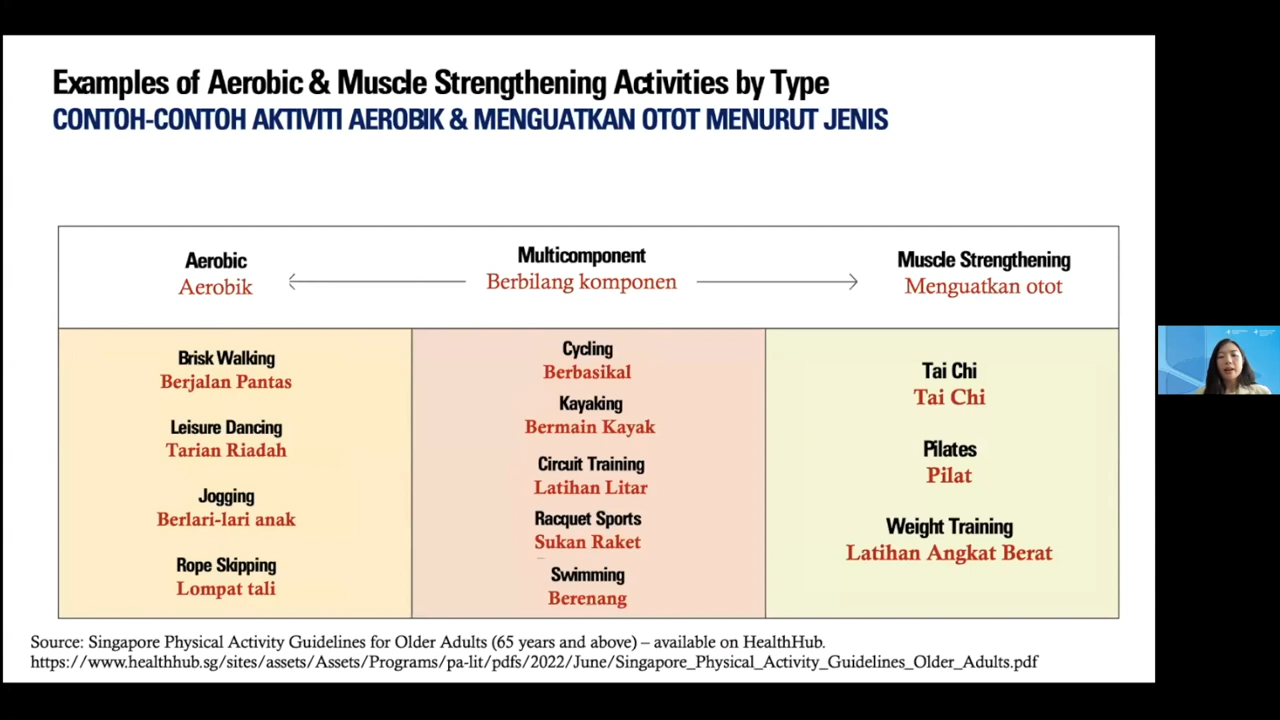 Examples of Aerobic & Muscle Strengthening Activities by Type
CONTOH-CONTOH AKTIVITI AEROBIK & MENGUATKAN OTOT MENURUT JENIS
Aerobic
Aerobik
Multicomponent
Berbilang komponen
Muscle Strengthening
Menguatkan otot
Brisk Walking
Berjalan Pantas
Leisure Dancing
Tarian Riadah
Jogging
Berlari-lari anak
Rope Skipping
Lompat tali
Cycling
Berbasikal
Kayaking
Bermain Kayak
Circuit Training
Latihan Litar
Racquet Sports
Sukan Raket
Swimming
Berenang
Tai Chi
Tai Chi
Pilates
Pilat
Weight Training
Latihan Angkat Berat
Source: Singapore Physical Activity Guidelines for Older Adults (65 years and above) – available on HealthHub.
https://www.healthhub.sg/sites/assets/Assets/Programs/pa-lit/pdfs/2022/June/Singapore_Physical_Activity_Guidelines_Older_Adults.pdf